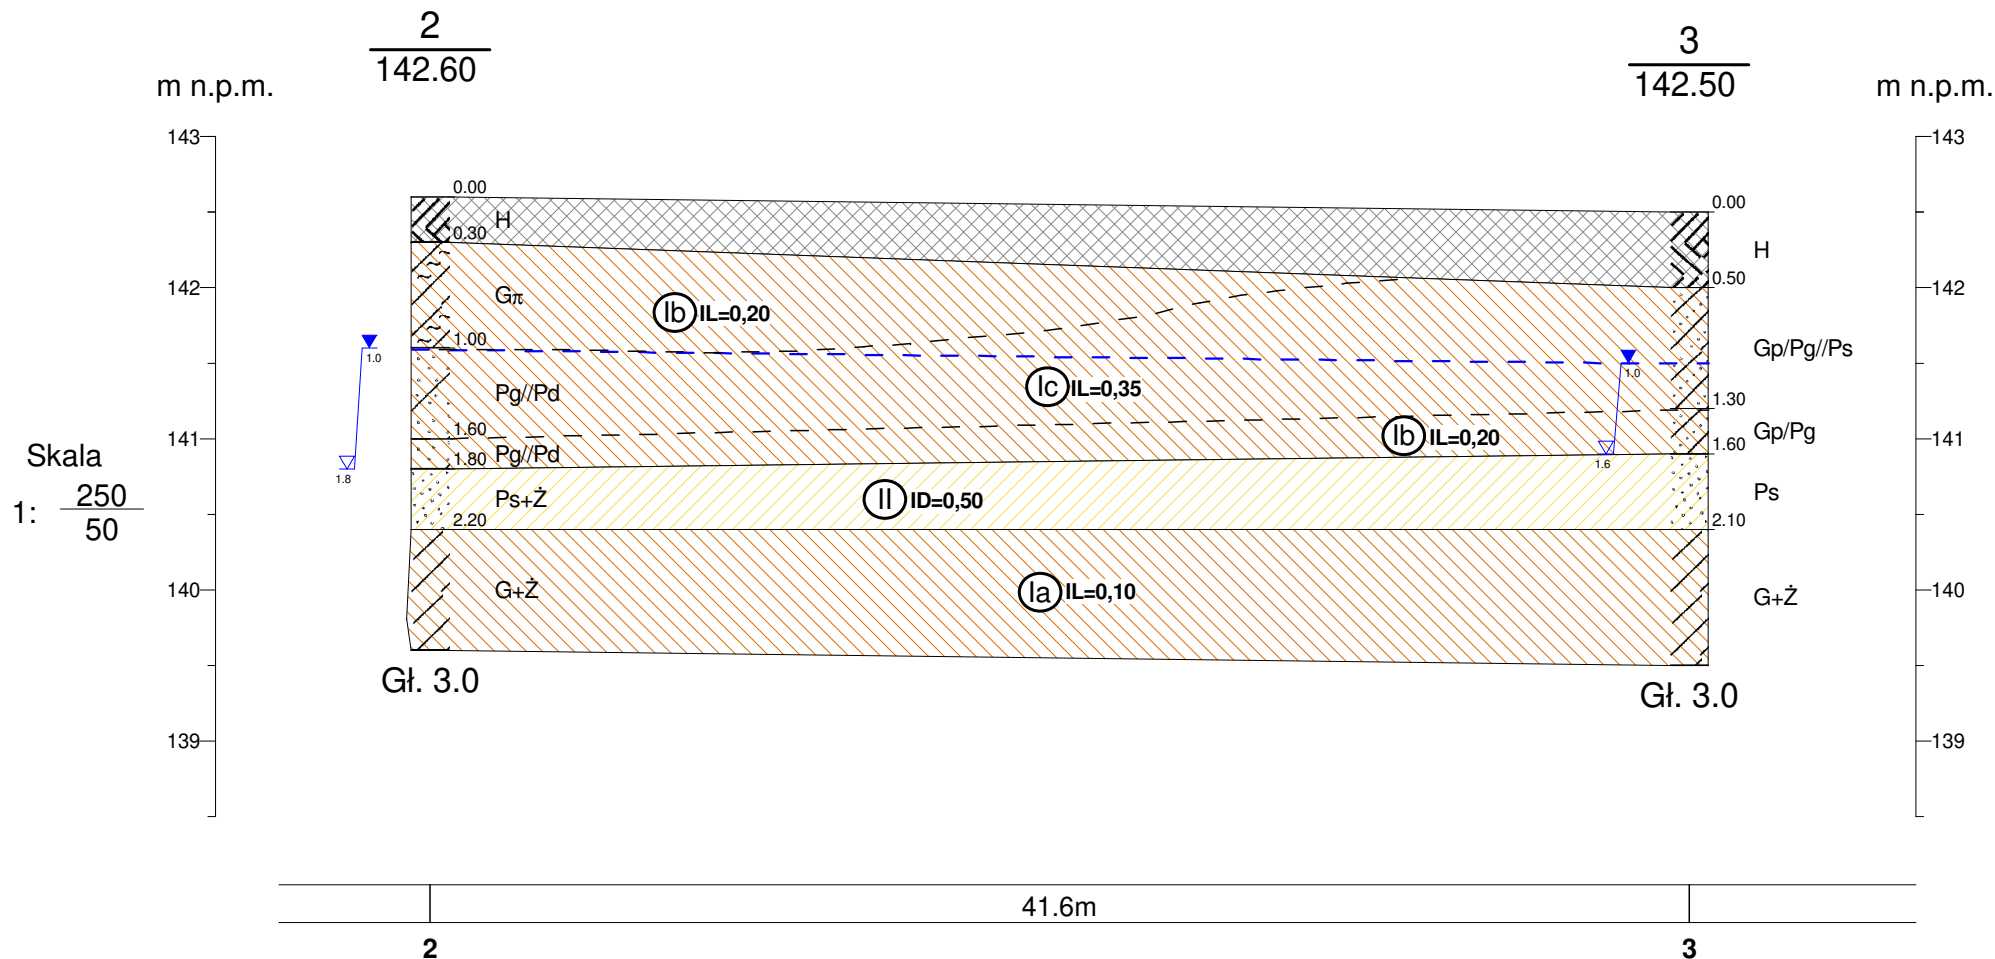 2
142.60
3
142.50
m n.p.m.
m n.p.m.
143
143
0.00
0.00
H
0.30
H
0.50
142
142
Gπ
Ib IL=0,20
1.00
1.0
1.0
Gp/Pg//Ps
Pg//Pd
Ic IL=0,35
1.30
141
141
1.60
Ib IL=0,20
Gp/Pg
1.60
Pg//Pd
1.80
1.8
1.6
Skala
1: 250
50
Ps+Ż
II ID=0,50
Ps
2.20
2.10
140
140
G+Ż
Ia IL=0,10
G+Ż
Gł. 3.0
Gł. 3.0
139
139
41.6m
2
3